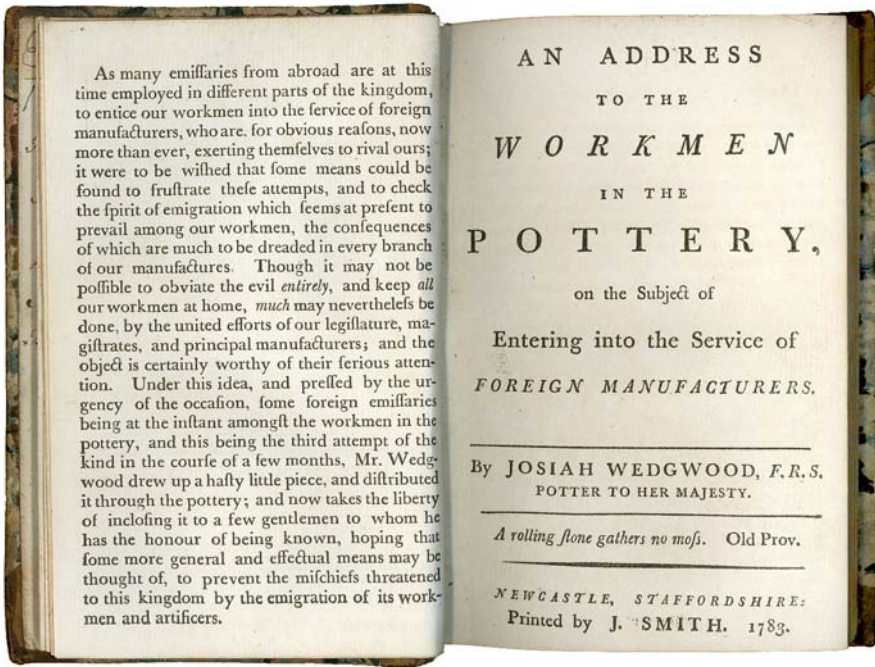 As many emiſſaries from abroad are at this
time employed in different parts of the kingdom,
to entice our workmen into the ſervice of foreign
manufacturers, who are. for obvious reaſons, now
more than ever, exerting themſelves to rival ours;
it were to be wiſhed that ſome means could be
found to fruſtrate theſe attempts, and to check
the ſpirit of emigration which ſeems at preſent to
prevail among our workmen, the conſequences
of which are much to be dreaded in every branch
of our manufactures. Though it may not be
poſſible to obviate the evil entirely, and keep all
our workmen at home, much may nevertheleſs be
done, by the united efforts of our legiſlature, ma-
giſtrates, and principal manufacturers; and the
object is certainly worthy of their ſerious atten-
tion. Under this idea, and preſſed by the ur-
gency of the occaſion, ſome foreign emiſſaries
being at the inſtant amongſt the workmen in the
pottery, and this being the third attempt of the
kind in the courſe of a few months, Mr. Wedg-
wood drew up a haſty little piece, and diſtributed
it through the pottery; and now takes the liberty
of incloſing it to a few gentlemen to whom he
has the honour of being known, hoping that
ſome more general and effectual means may be
thought of, to prevent the miſchiefs threatened
to this kingdom by the emigration of its work-
men and artificers.
AN ADDRESS
TO THE
WORKMEN
IN THE
POTTERY,
on the Subject of
Entering into the Service of
FOREIGN MANUFACTURERS.
By JOSIAH WEDGWOOD, F.R.S.
POTTER TO HER MAJESTY.
A rolling ſtone gathers no moſs. Old Prov.
NEWCASTLE, STAFFORDSHIRE:
Printed by J. SMITH. 1783.